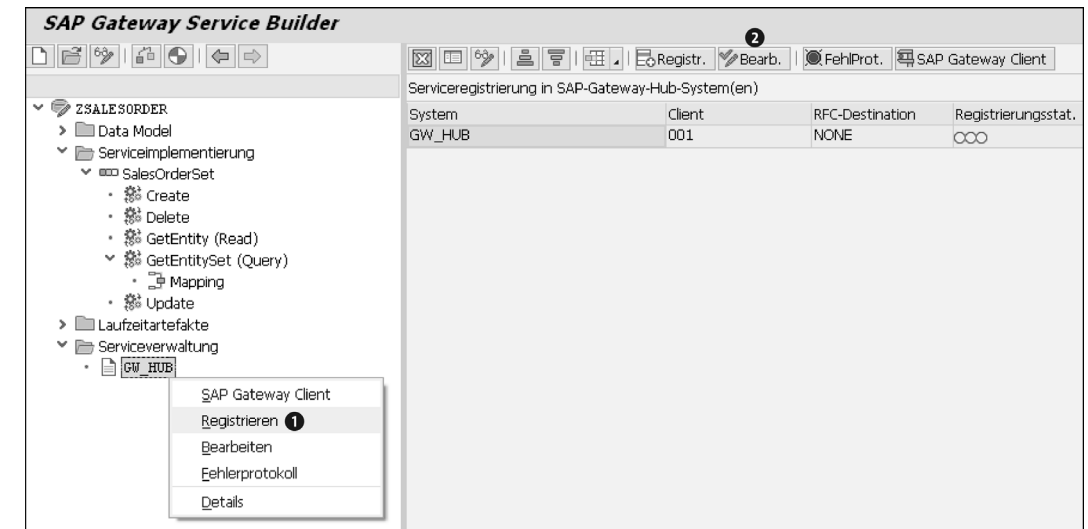 SAP Gateway Service Builder
❷
Registr. Bearb. FehlProt. SAP Gateway Client
Serviceregistrierung in SAP-Gateway-Hub-System(en)
System Client RFC-Destination Registrierungsstat.
GW_HUB 001 NONE
ZSALESORDER
Data Model
Serviceimplementierung
SalesOrderSet
Create
Delete
GetEntity (Read)
GetEntitySet (Query)
Mapping
Update
Laufzeitartefakte
Serviceverwaltung
GW_HUB
SAP Gateway Client
Registrieren ❶
Bearbeiten
Fehlerprotokoll
Details